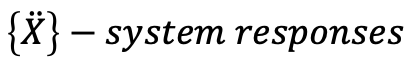 {Ẍ} − system responses